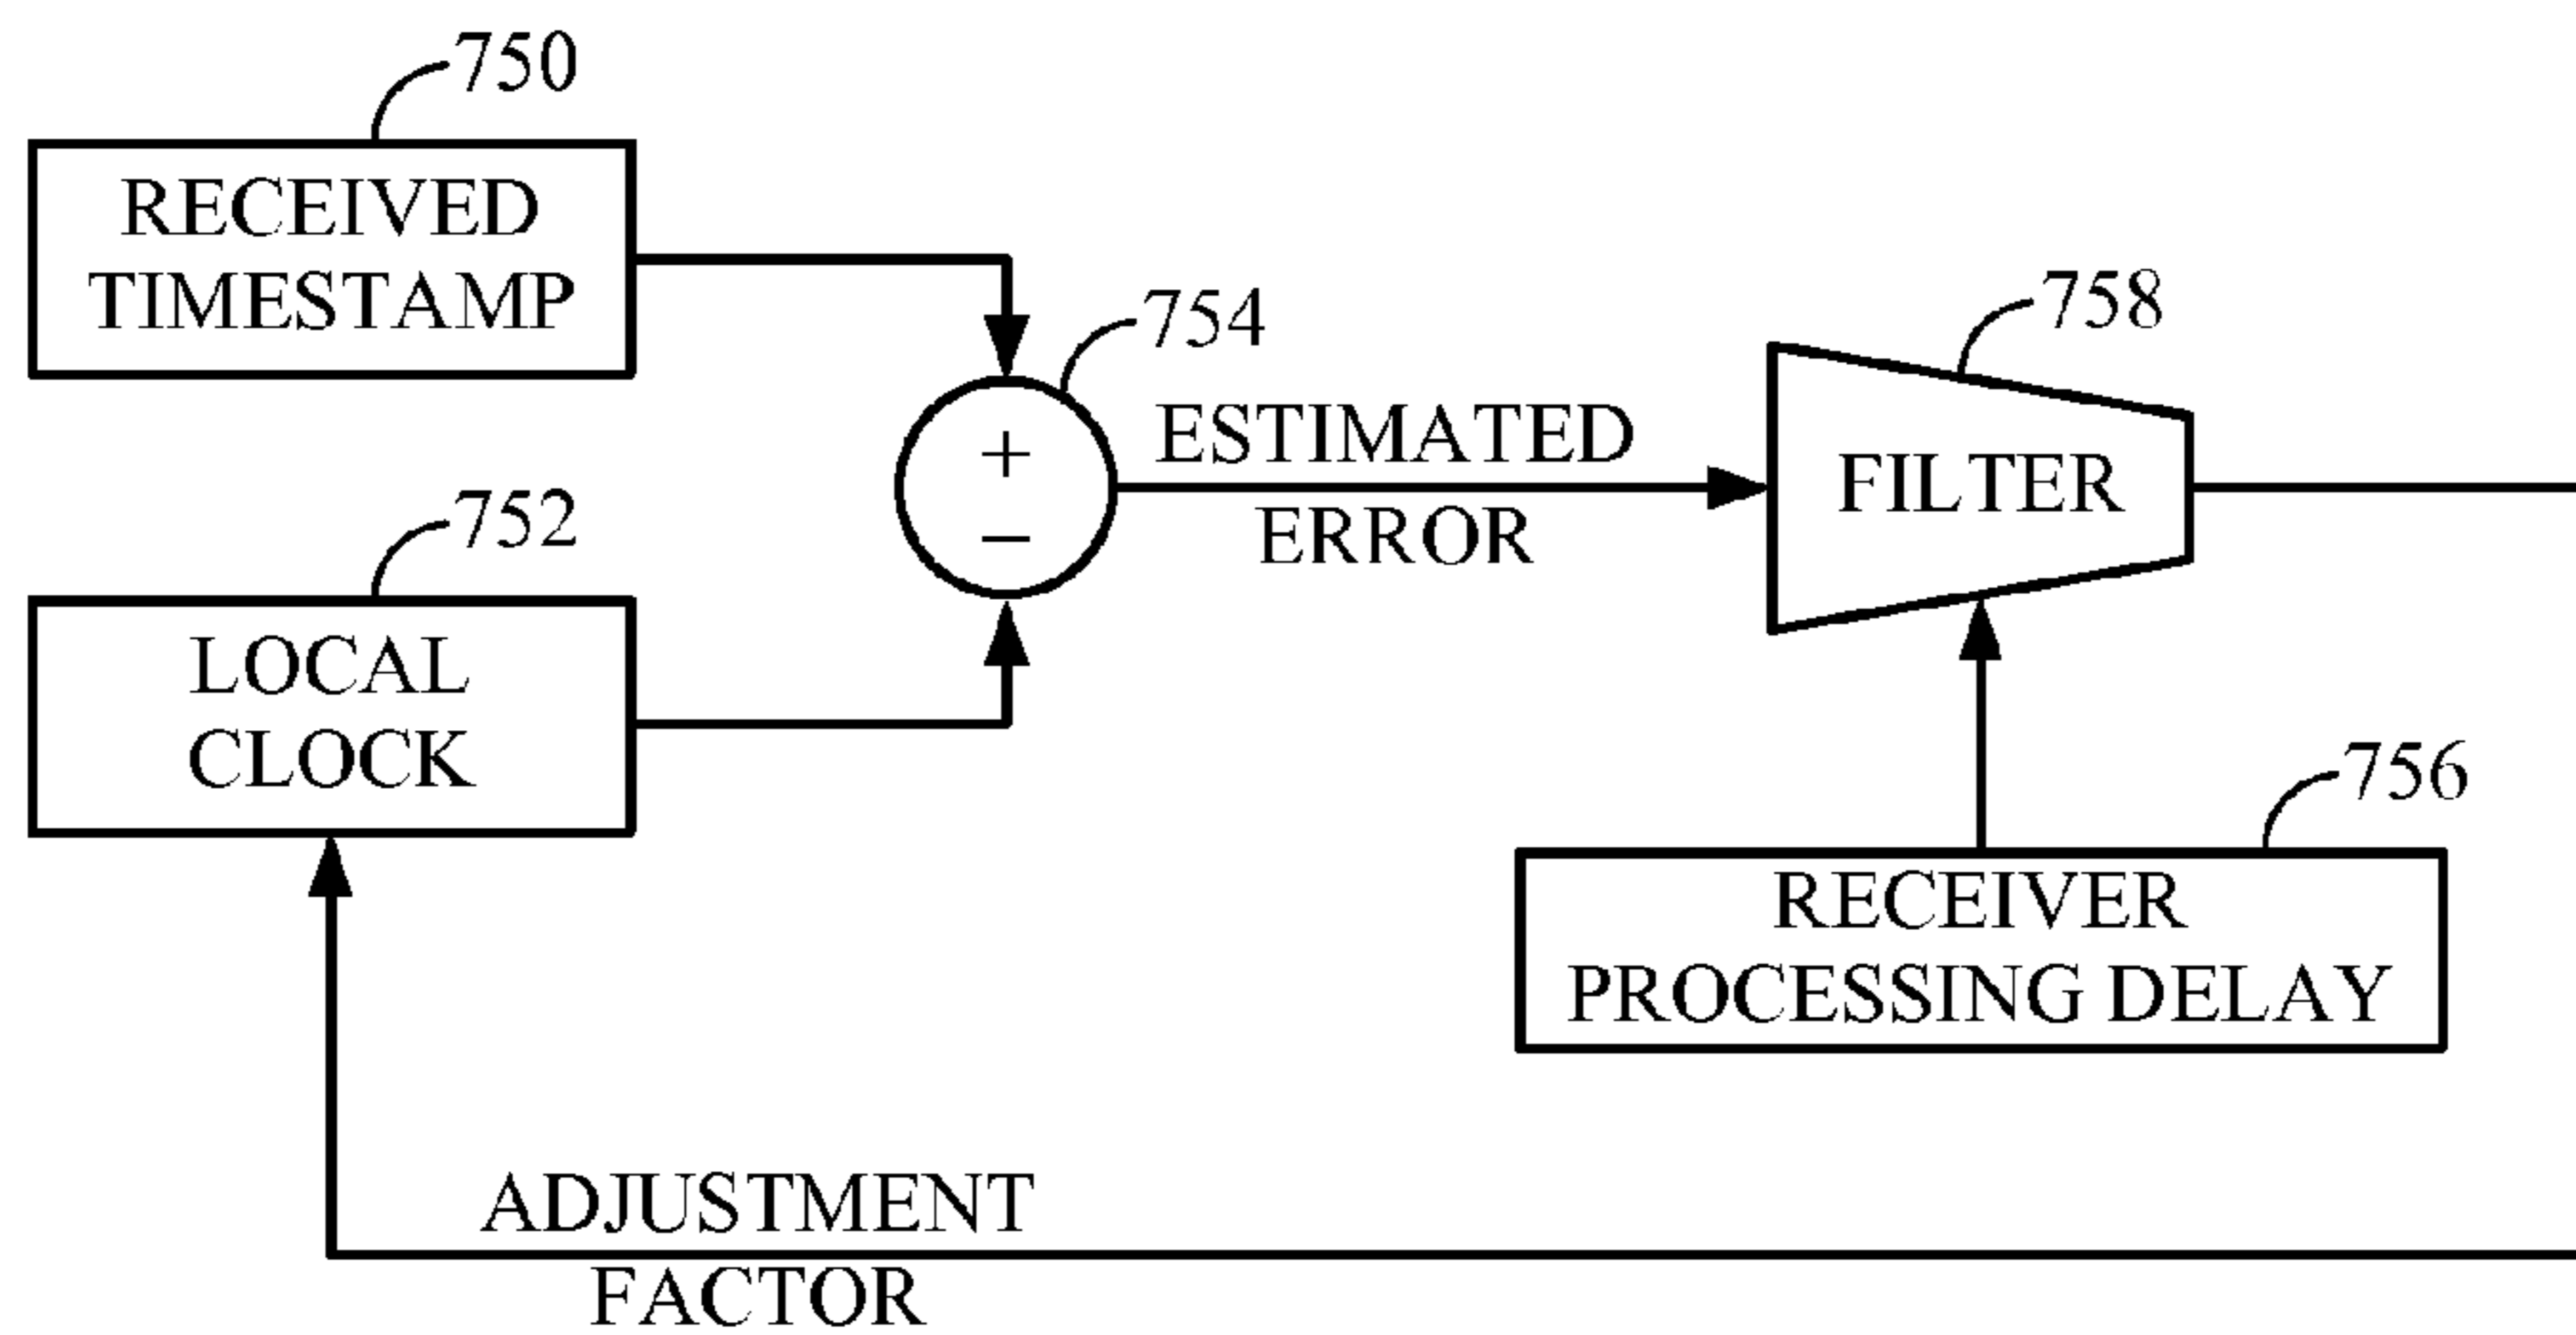 750
RECEIVED
TIMESTAMP
754
758
+
−
ESTIMATED
ERROR
FILTER
752
LOCAL
CLOCK
756
RECEIVER
PROCESSING DELAY
ADJUSTMENT
FACTOR